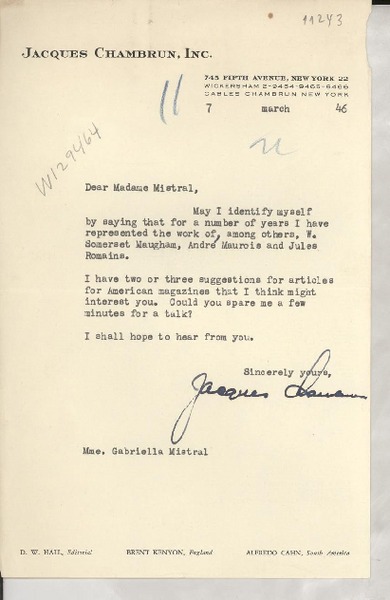 11243
JACQUES CHAMBRUN, INC.
745 FIFTH AVENUE, NEW YORK 22
WICKERSHAM 2-9464-9465-9466
CABLES CHAMBRUN NEW YORK
7 march 46
W129464
Dear Madame Mistral,
May I identify myself
by saying that for a number of years I have
represented the work of, among others, W.
Somerset Maugham, André Maurois and Jules
Romains.
I have two or three suggestions for articles
for American magazines that I think might
interest you. Could you spare me a few
minutes for a talk?
I shall hope to hear from you.
Sincerely yours,
Jacques Chambrun
Mme. Gabriella Mistral
D. W. HALL, Editorial BRENT KENYON, England ALFREDO CAHN, South America